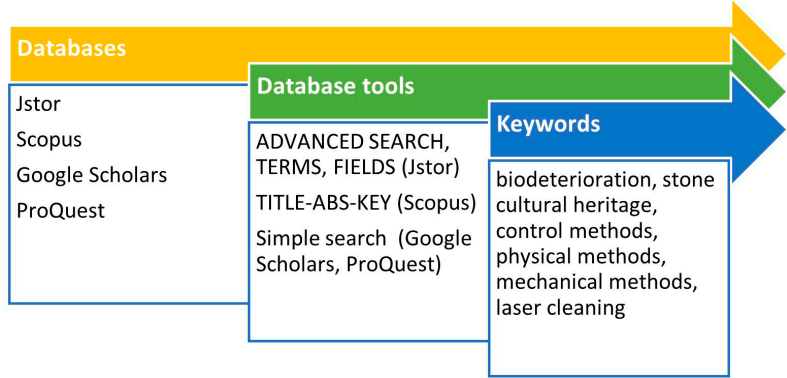 Databases
Jstor
Scopus
Google Scholars
ProQuest
Database tools
ADVANCED SEARCH,
TERMS, FIELDS (Jstor)
TITLE-ABS-KEY (Scopus)
Simple search (Google
Scholars, ProQuest)
Keywords
biodeterioration, stone
cultural heritage,
control methods,
physical methods,
mechanical methods,
laser cleaning